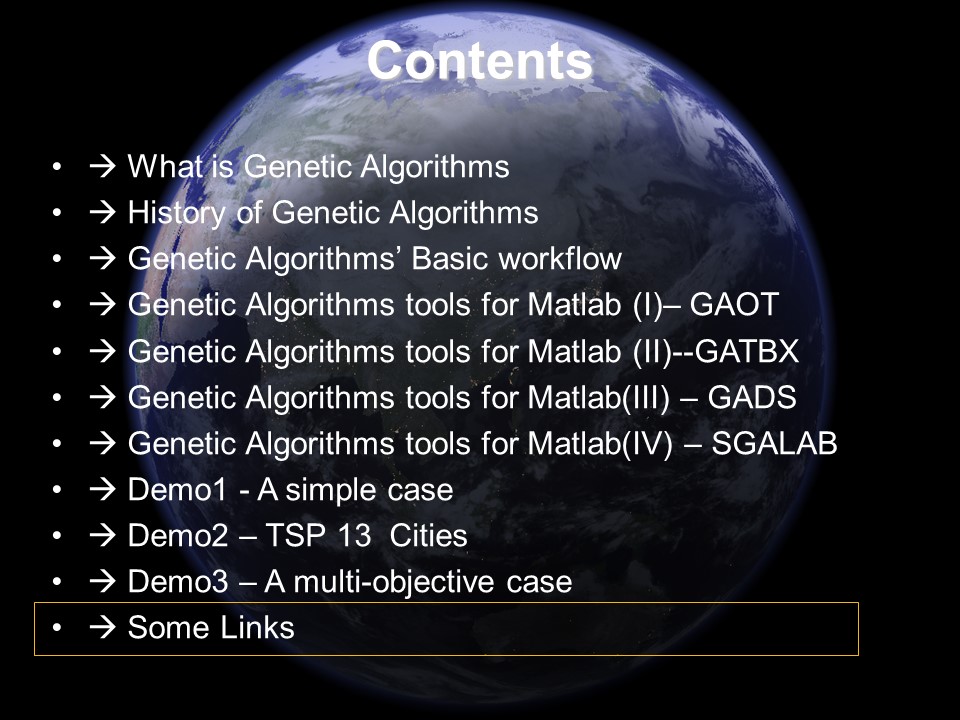 Contents
• → What is Genetic Algorithms
• → History of Genetic Algorithms
• → Genetic Algorithms’ Basic workflow
• → Genetic Algorithms tools for Matlab (I)– GAOT
• → Genetic Algorithms tools for Matlab (II)--GATBX
• → Genetic Algorithms tools for Matlab(III) – GADS
• → Genetic Algorithms tools for Matlab(IV) – SGALAB
• → Demo1 - A simple case
• → Demo2 – TSP 13  Cities
• → Demo3 – A multi-objective case
• → Some Links